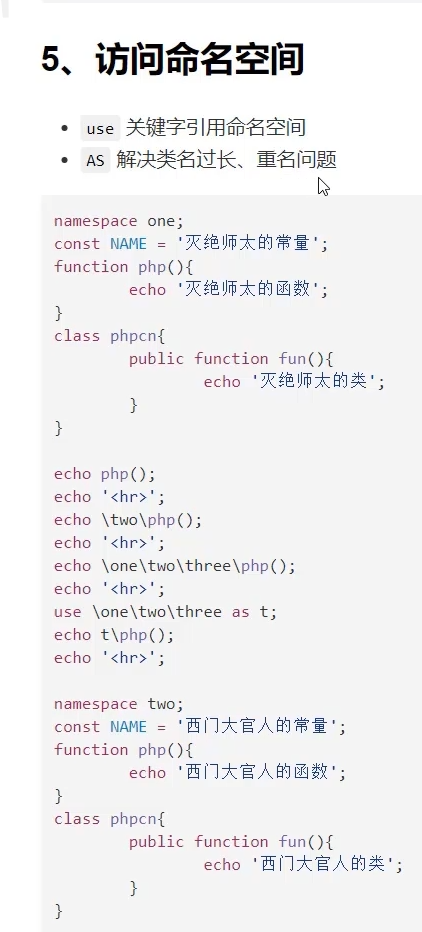 5、访问命名空间
use 关键字引用命名空间
AS 解决类名过长、重名问题
namespace one;
const NAME = '灭绝师太的常量';
function php(){
echo '灭绝师太的函数';
}
class phpcn{
public function fun(){
echo '灭绝师太的类';
}
}
echo php();
echo '<hr>';
echo \two\php();
echo '<hr>';
echo \one\two\three\php();
echo '<hr>';
use \one\two\three as t;
echo t\php();
echo '<hr>';
namespace two;
const NAME = '西门大官人的常量';
function php(){
echo '西门大官人的函数';
}
class phpcn{
public function fun(){
echo '西门大官人的类';
}
}